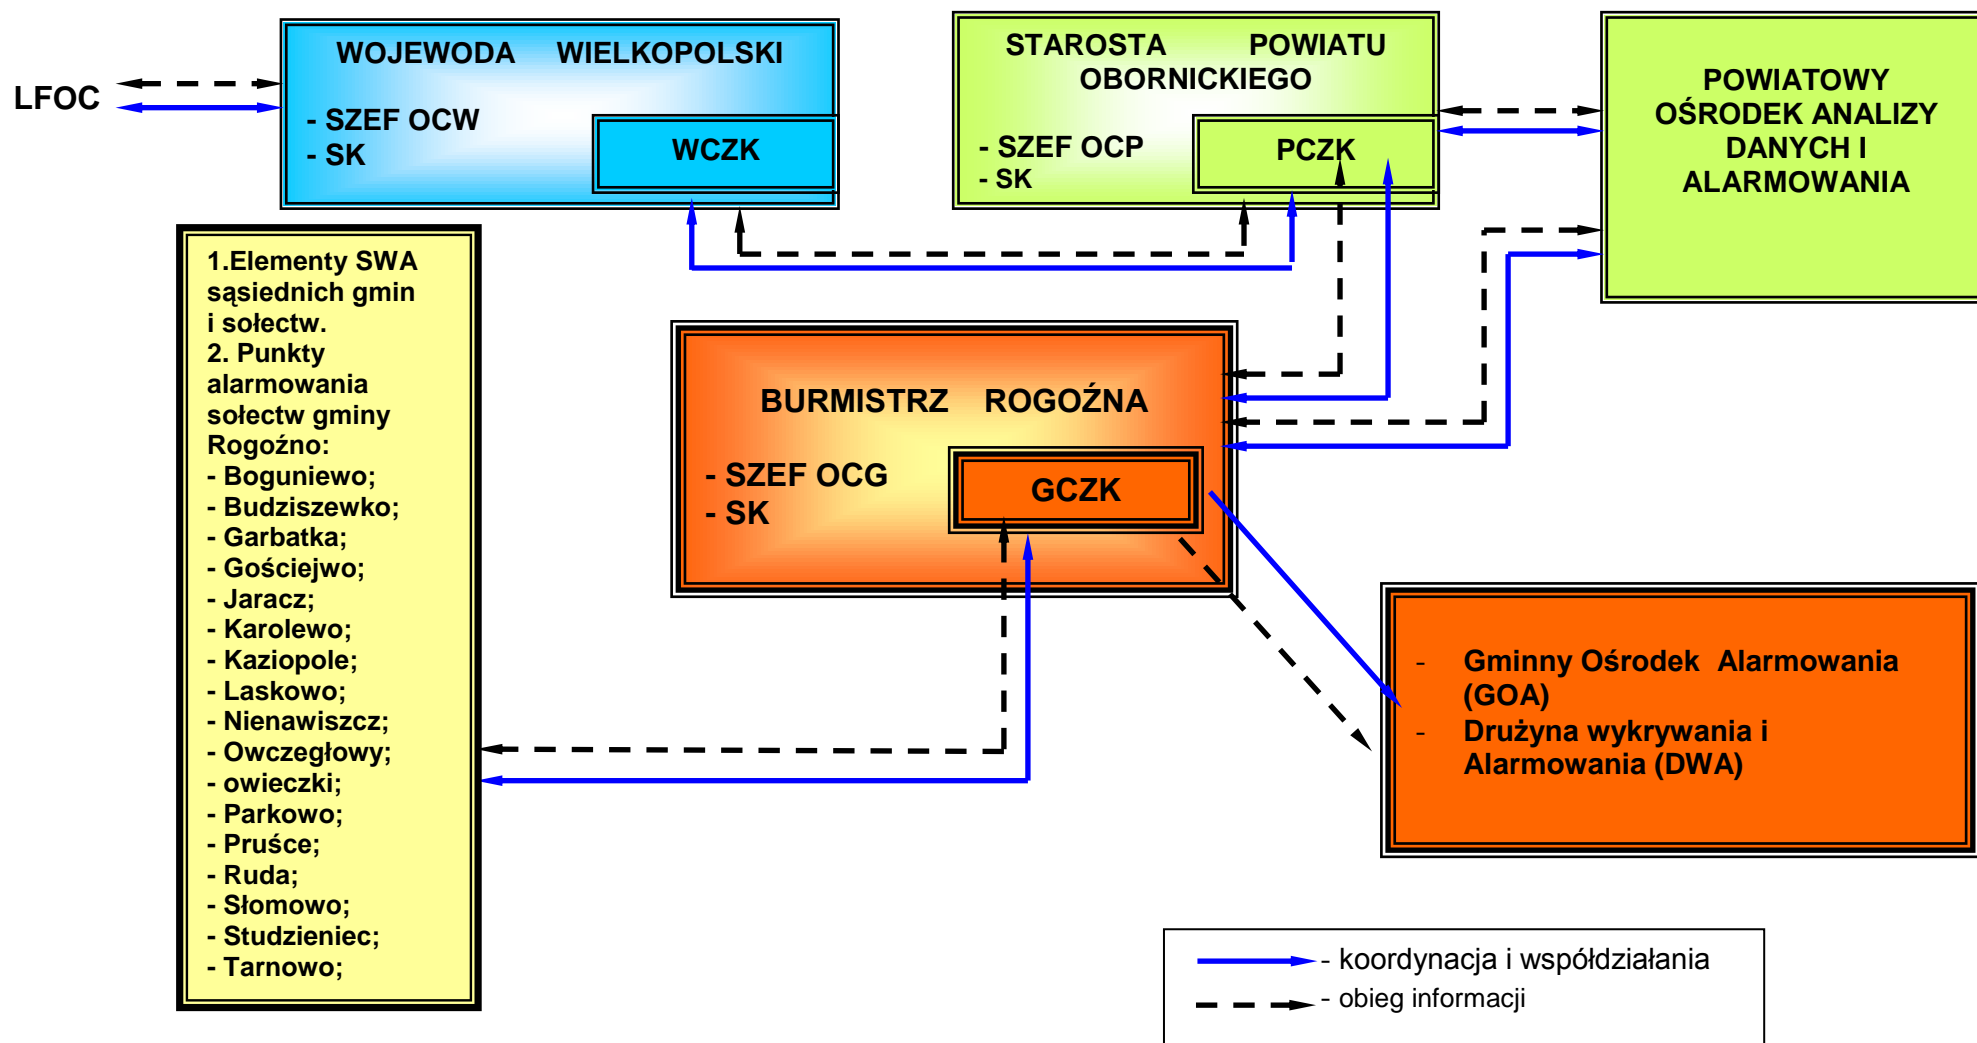 LFOC
WOJEWODA WIELKOPOLSKI
- SZEF OCW
- SK
WCZK
STAROSTA POWIATU
OBORNICKIEGO
- SZEF OCP
- SK
PCZK
POWIATOWY
OŚRODEK ANALIZY
DANYCH I
ALARMOWANIA
1.Elementy SWA
sąsiednich gmin
i sołectw.
2. Punkty
alarmowania
sołectw gminy
Rogoźno:
- Boguniewo;
- Budziszewko;
- Garbatka;
- Gościejwo;
- Jaracz;
- Karolewo;
- Kaziopole;
- Laskowo;
- Nienawiszcz;
- Owczegłowy;
- owieczki;
- Parkowo;
- Pruśce;
- Ruda;
- Słomowo;
- Studzieniec;
- Tarnowo;
BURMISTRZ ROGOŹNA
- SZEF OCG
- SK
GCZK
- Gminny Ośrodek Alarmowania
(GOA)
- Drużyna wykrywania i
Alarmowania (DWA)
- koordynacja i współdziałania
- obieg informacji